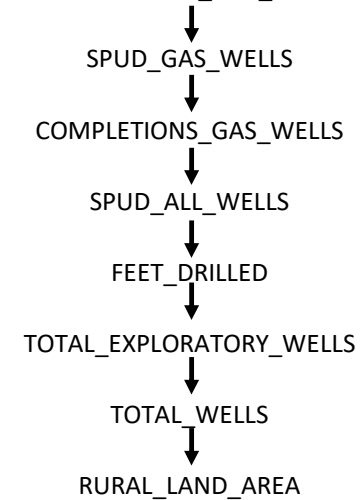 SPUD_GAS_WELLS
COMPLETIONS_GAS_WELLS
SPUD_ALL_WELLS
FEET_DRILLED
TOTAL_EXPLORATORY_WELLS
TOTAL_WELLS
RURAL_LAND_AREA